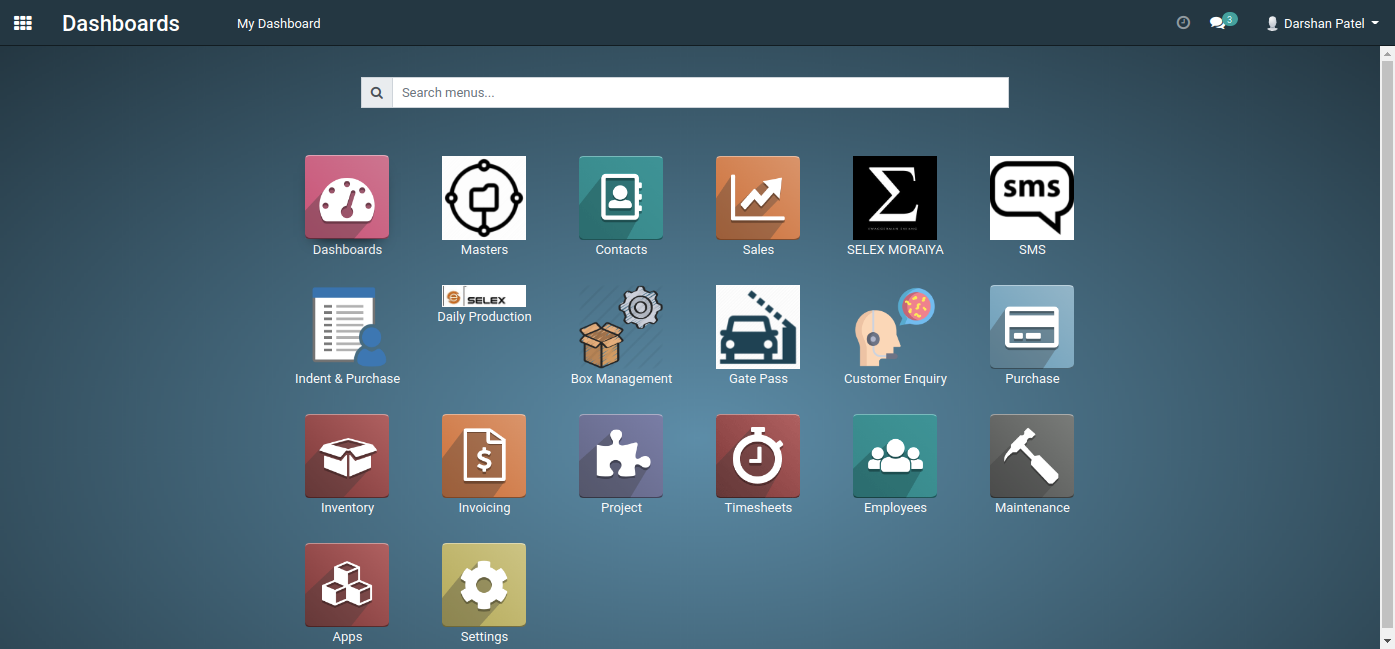 Dashboards
My Dashboard
3
Darshan Patel
Search menus...
sms
Dashboards
Masters
Contacts
Sales
SELEX MORAIYA
SMS
SELEX
Daily Production
Indent & Purchase
Box Management
Gate Pass
Customer Enquiry
Purchase
$
Inventory
Invoicing
Project
Timesheets
Employees
Maintenance
Apps
Settings